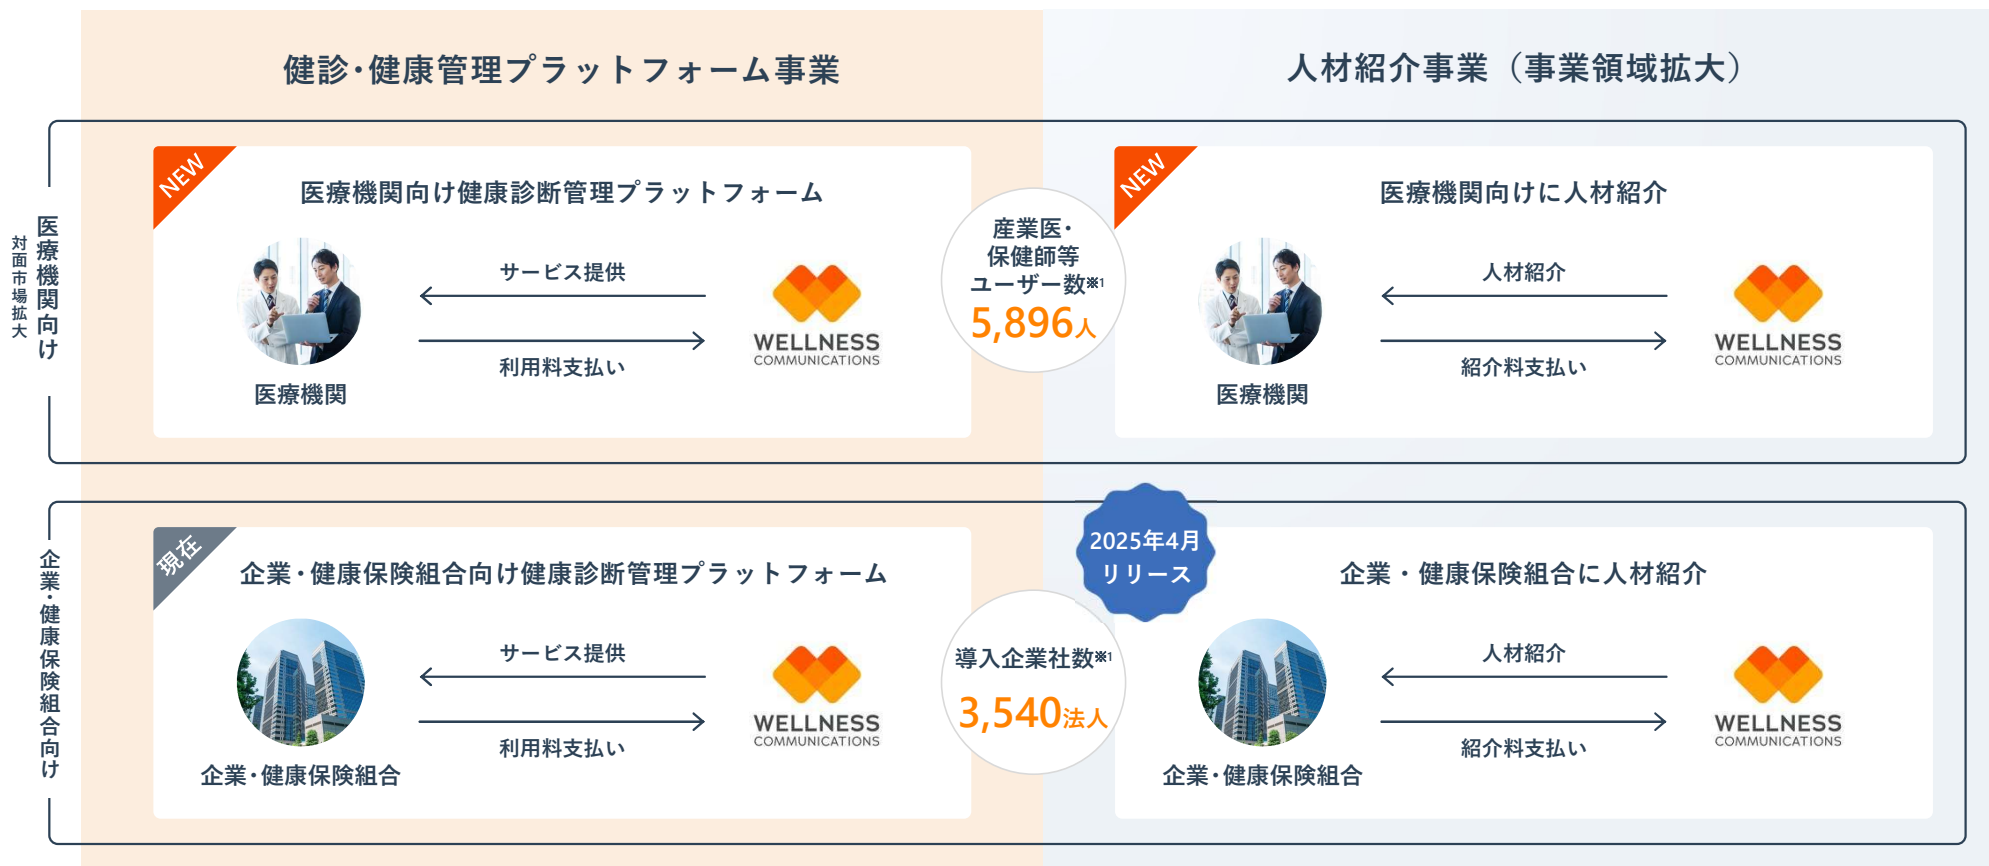 健診・健康管理プラットフォーム事業
人材紹介事業（事業領域拡大）
医療機関向け
対面市場拡大
NEW
医療機関向け健康診断管理プラットフォーム
サービス提供
利用料支払い
医療機関
WELLNESS
COMMUNICATIONS
産業医・
保健師等
ユーザー数※1
5,896人
NEW
医療機関向けに人材紹介
人材紹介
紹介料支払い
医療機関
WELLNESS
COMMUNICATIONS
企業・健康保険組合向け
現在
企業・健康保険組合向け健康診断管理プラットフォーム
サービス提供
利用料支払い
企業・健康保険組合
WELLNESS
COMMUNICATIONS
導入企業社数※1
3,540法人
2025年4月
リリース
企業・健康保険組合に人材紹介
人材紹介
紹介料支払い
企業・健康保険組合
WELLNESS
COMMUNICATIONS